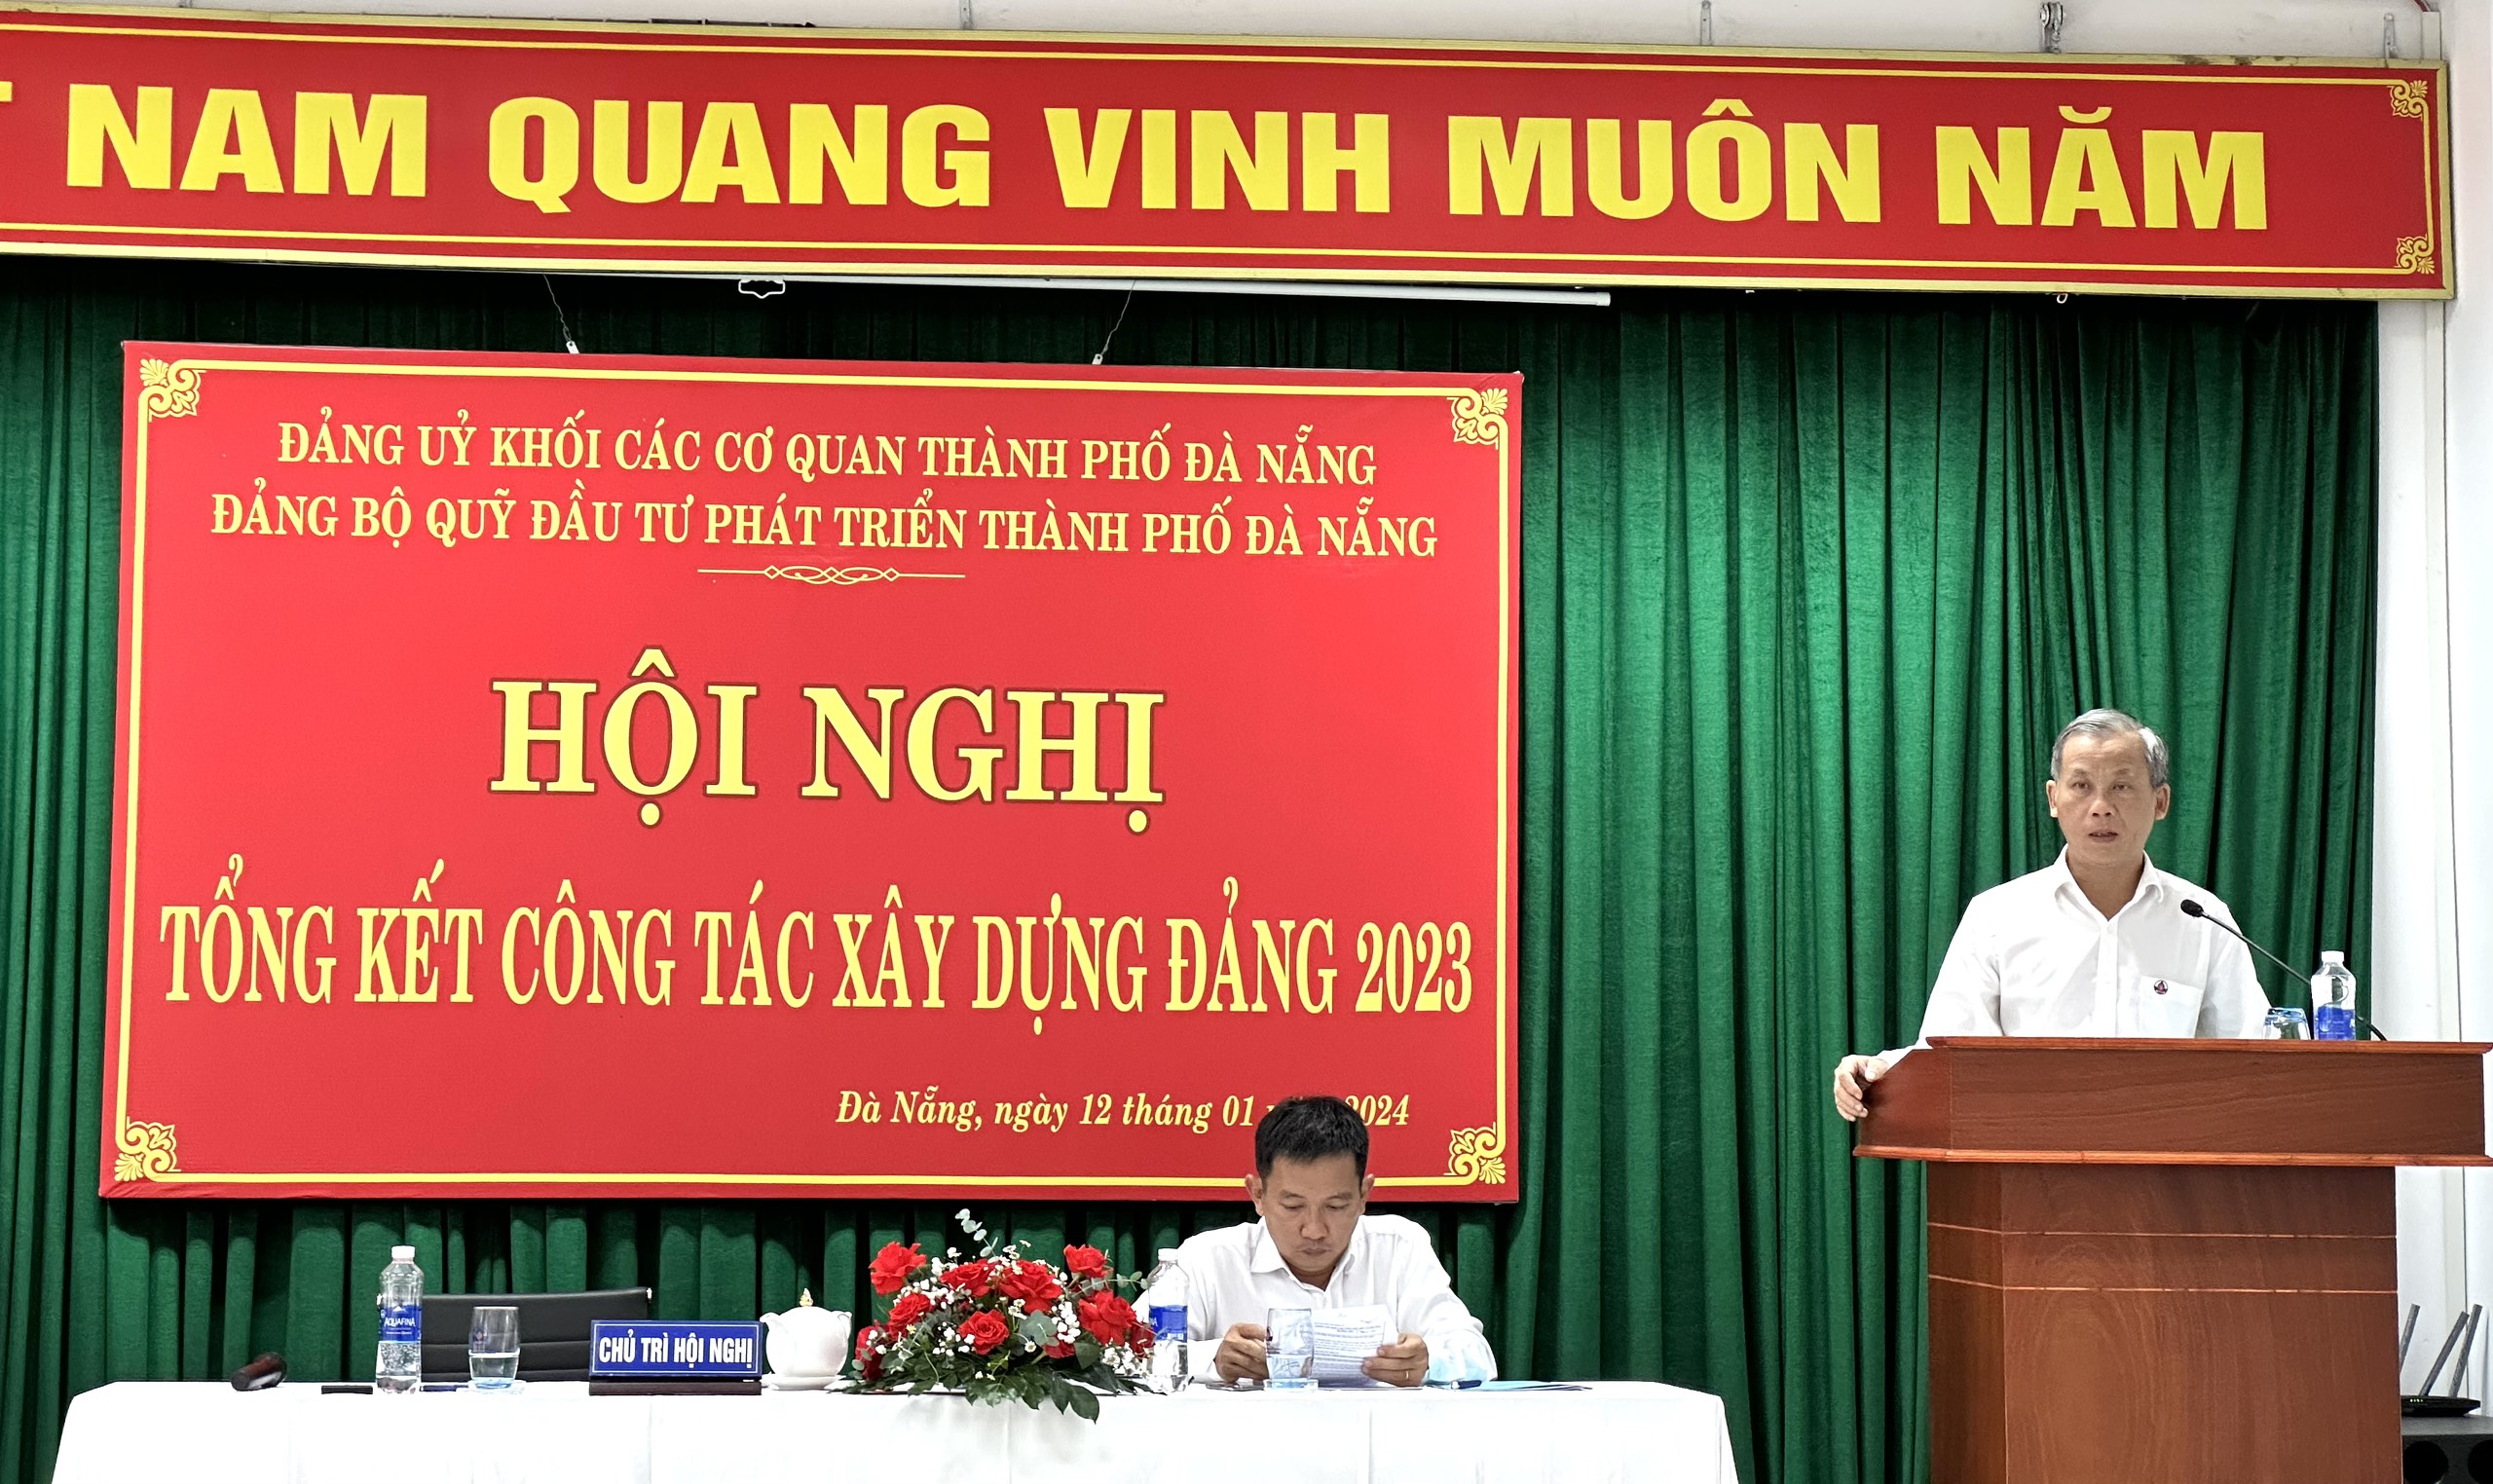 NAM QUANG VINH MUÔN NĂM
ĐẢNG UỶ KHỐI CÁC CƠ QUAN THÀNH PHỐ ĐÀ NẴNG
ĐẢNG BỘ QUỸ ĐẦU TƯ PHÁT TRIỂN THÀNH PHỐ ĐÀ NẴNG
HỘI NGHỊ
TỔNG KẾT CÔNG TÁC XÂY DỰNG ĐẢNG 2023
Đà Nẵng, ngày 12 tháng 01 2024
AQUAFINA
CHỦ TRÌ HỘI NGHỊ